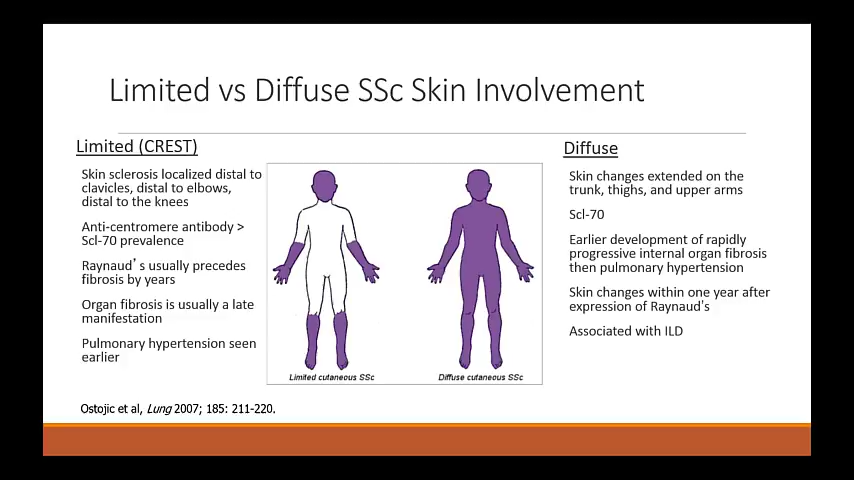 Limited vs Diffuse SSc Skin Involvement
Limited (CREST)
Skin sclerosis localized distal to
clavicles, distal to elbows,
distal to the knees
Anti-centromere antibody >
Scl-70 prevalence
Raynaud's usually precedes
fibrosis by years
Organ fibrosis is usually a late
manifestation
Pulmonary hypertension seen
earlier
Limited cutaneous SSc
Diffuse cutaneous SSc
Diffuse
Skin changes extended on the
trunk, thighs, and upper arms
Scl-70
Earlier development of rapidly
progressive internal organ fibrosis
then pulmonary hypertension
Skin changes within one year after
expression of Raynaud's
Associated with ILD
Ostojic et al, Lung 2007; 185: 211-220.